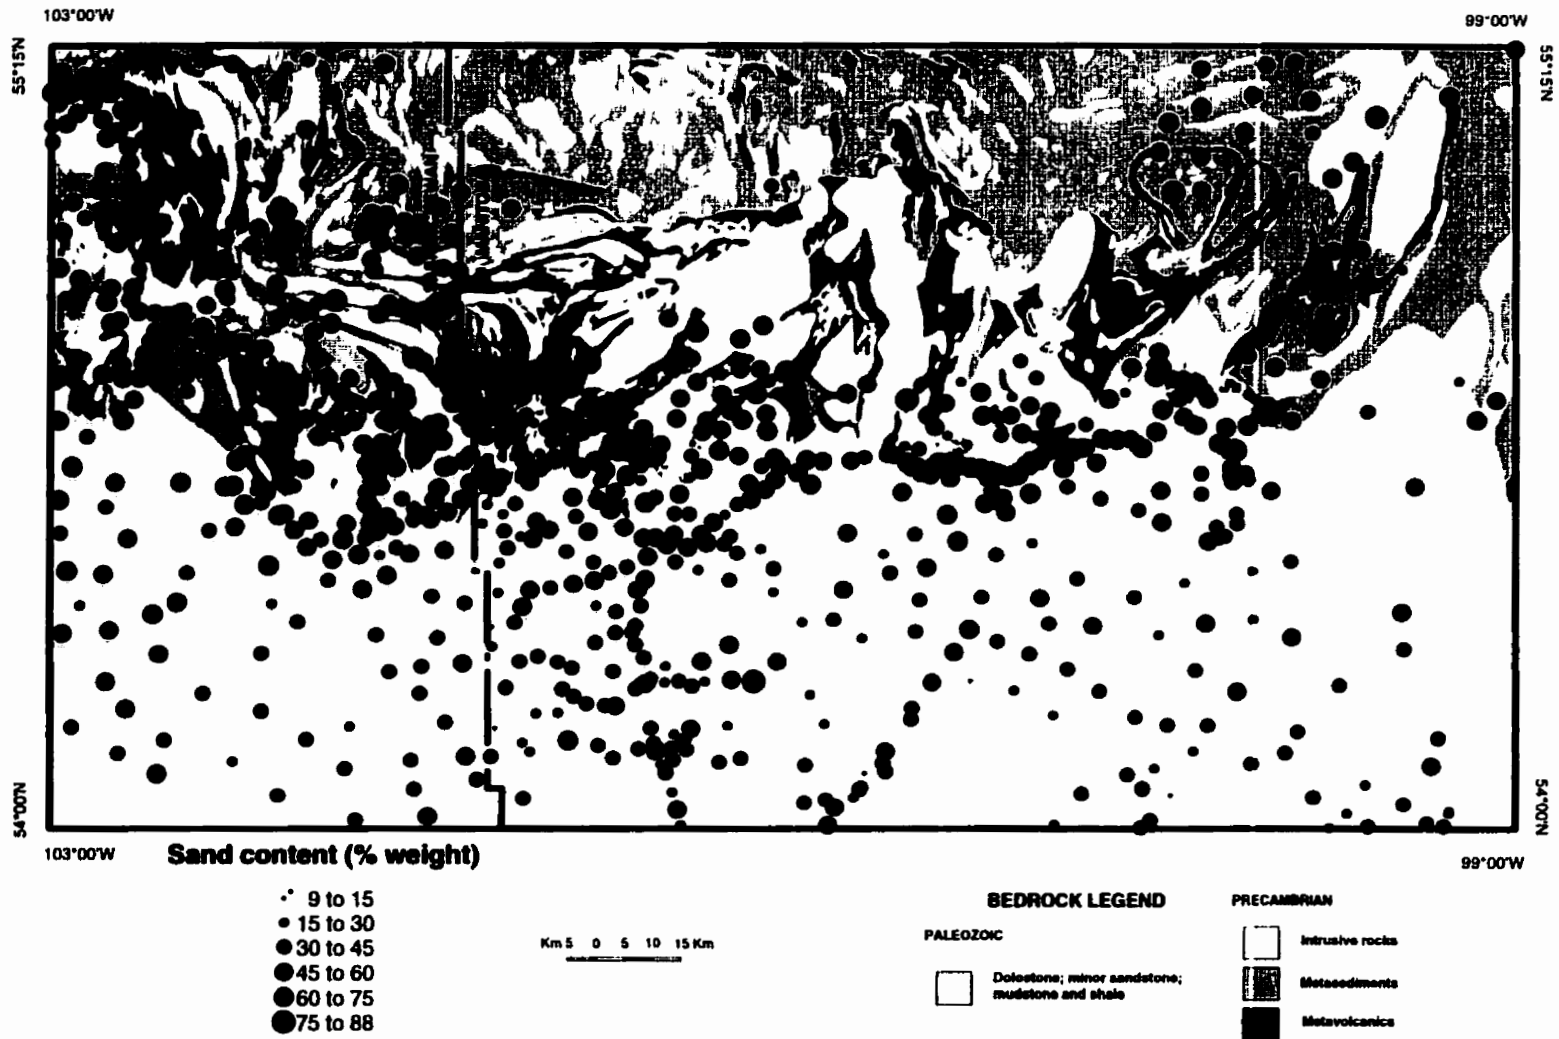 103°00'W
99°00'W
55°15'N
55°15'N
54°00'N
54°00'N
103°00'W
99°00'W
Sand content (% weight)
9 to 15
15 to 30
30 to 45
45 to 60
60 to 75
75 to 88
Km 5 0 5 10 15 Km
BEDROCK LEGEND
PALEOZOIC
Dolostone; minor sandstone;
mudstone and shale
PRECAMBRIAN
Intrusive rocks
Metasediments
Metavolcanics